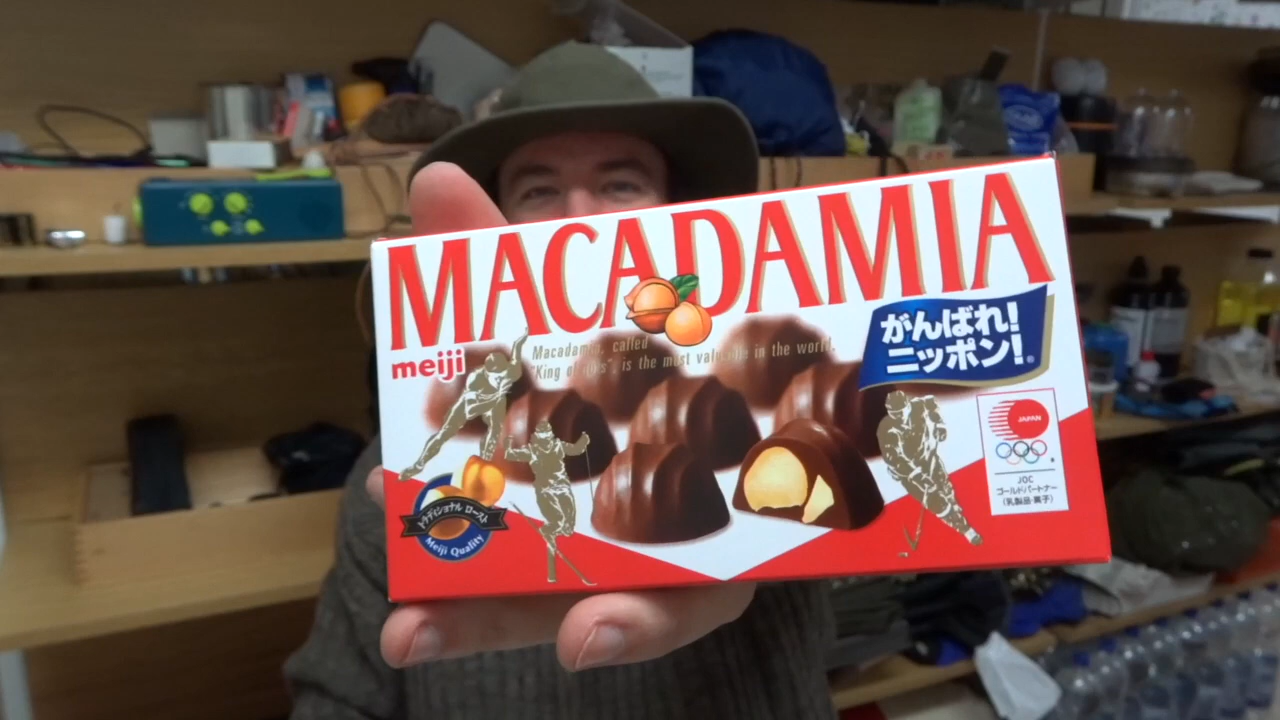 MACADAMIA
meiji
Macadamia, called
"King of nuts", is the most valuable in the world.
がんばれ!
ニッポン!®
JAPAN
JOC
ゴールドパートナー
(乳製品・菓子)
トラディショナル ロースト
Meiji Quality